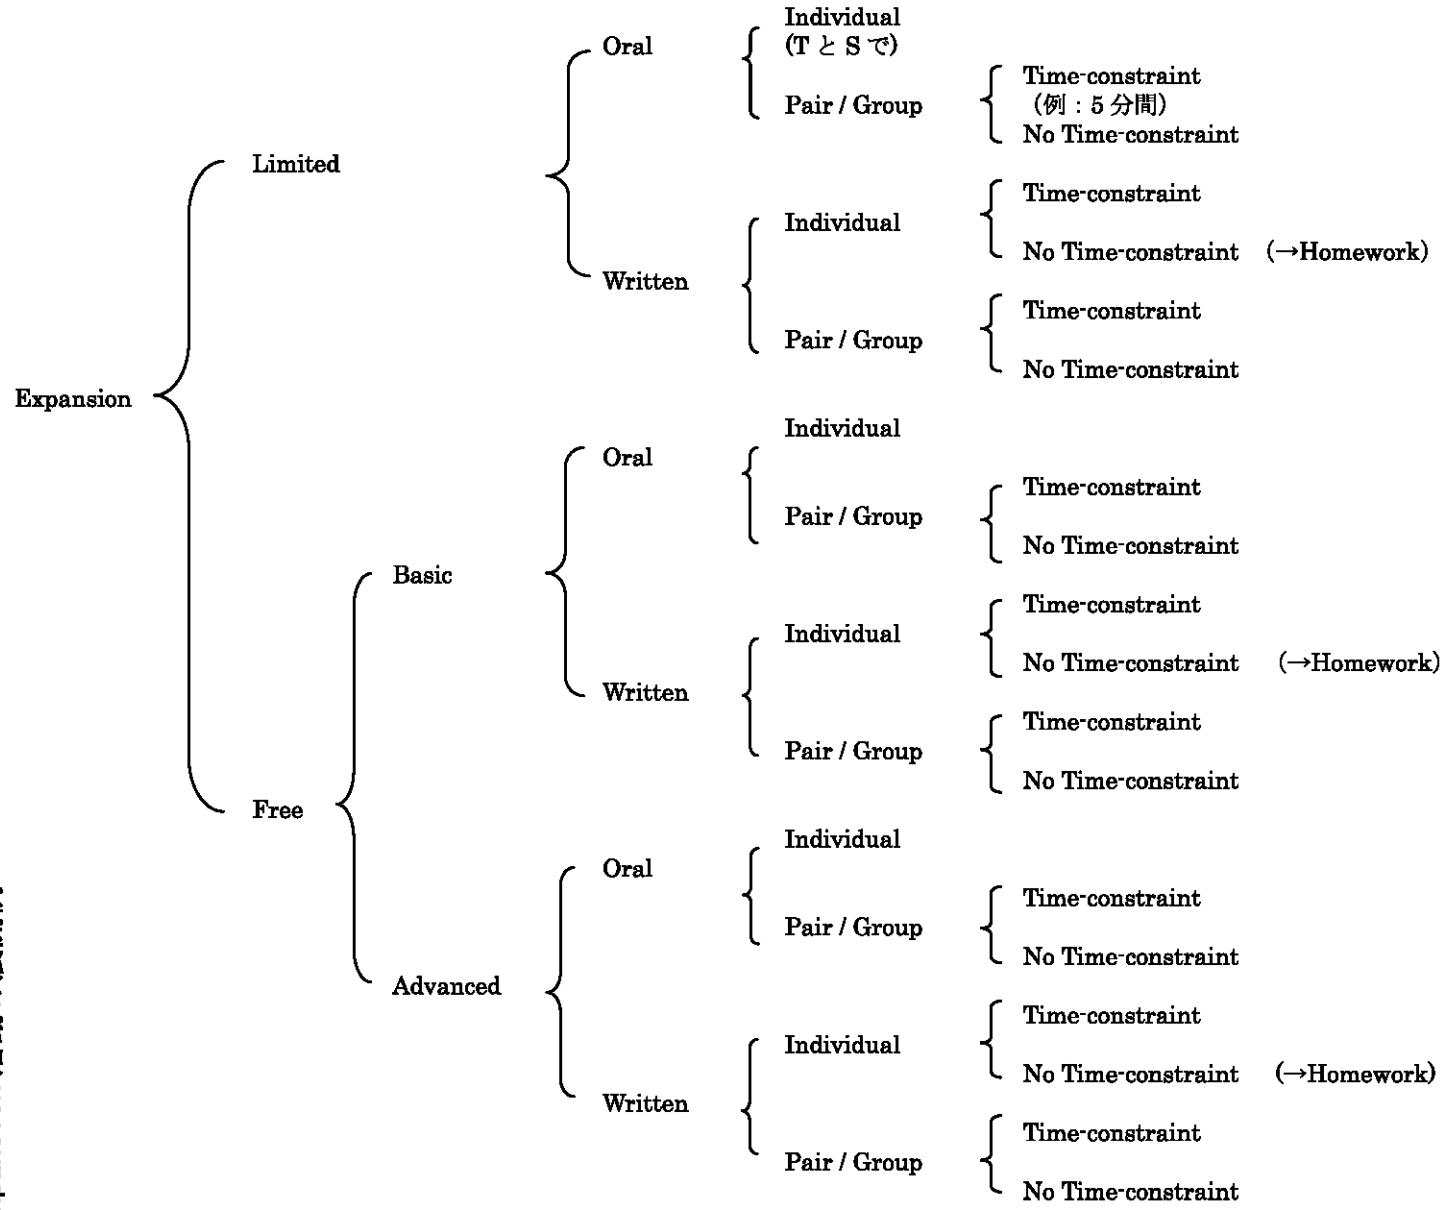 Individual
Oral
(T と S で)
Time-constraint
Pair / Group
(例：5 分間)
No Time-constraint
Limited
Time-constraint
Individual
No Time-constraint (→Homework)
Written
Time-constraint
Pair / Group
No Time-constraint
Expansion
Individual
Oral
Time-constraint
Pair / Group
No Time-constraint
Basic
Time-constraint
Individual
No Time-constraint (→Homework)
Written
Time-constraint
Pair / Group
No Time-constraint
Free
Individual
Oral
Time-constraint
Pair / Group
No Time-constraint
Advanced
Time-constraint
Individual
No Time-constraint (→Homework)
Written
Time-constraint
Pair / Group
No Time-constraint